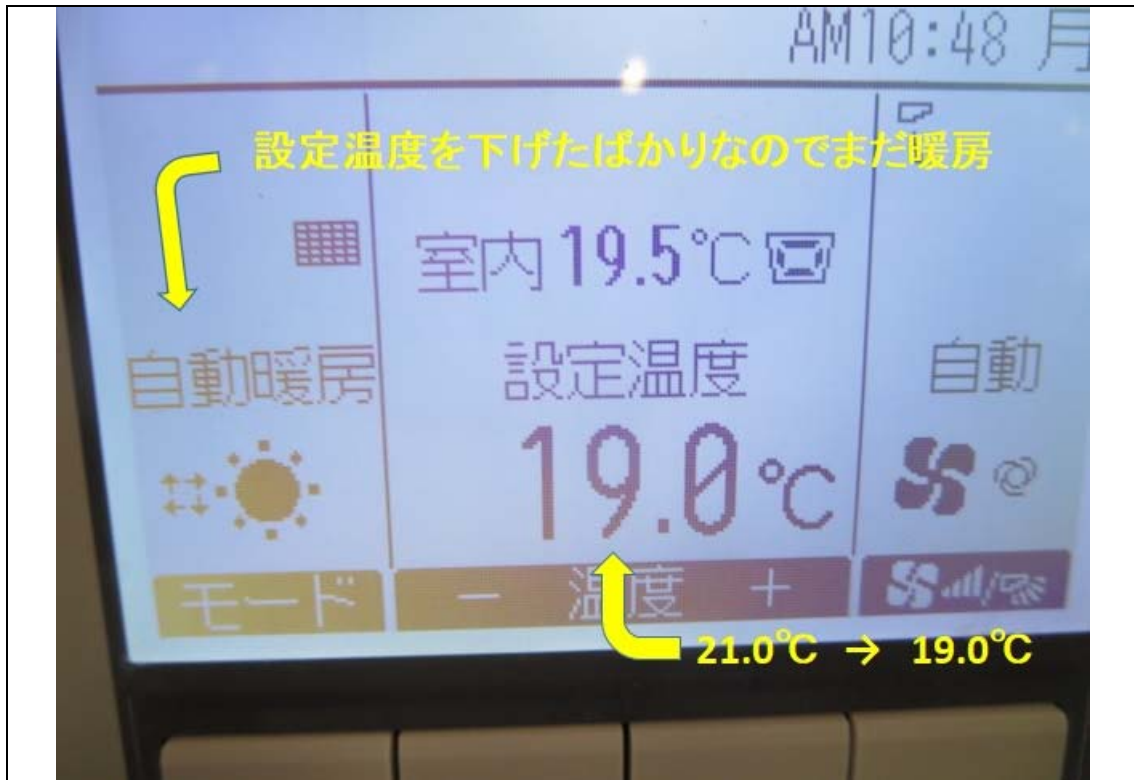 AM10:48 月
設定温度を下げたばかりなのでまだ暖房
室内 19.5℃
自動暖房
設定温度
自動
19.0℃
モード
－ 温度 ＋
21.0℃ → 19.0℃